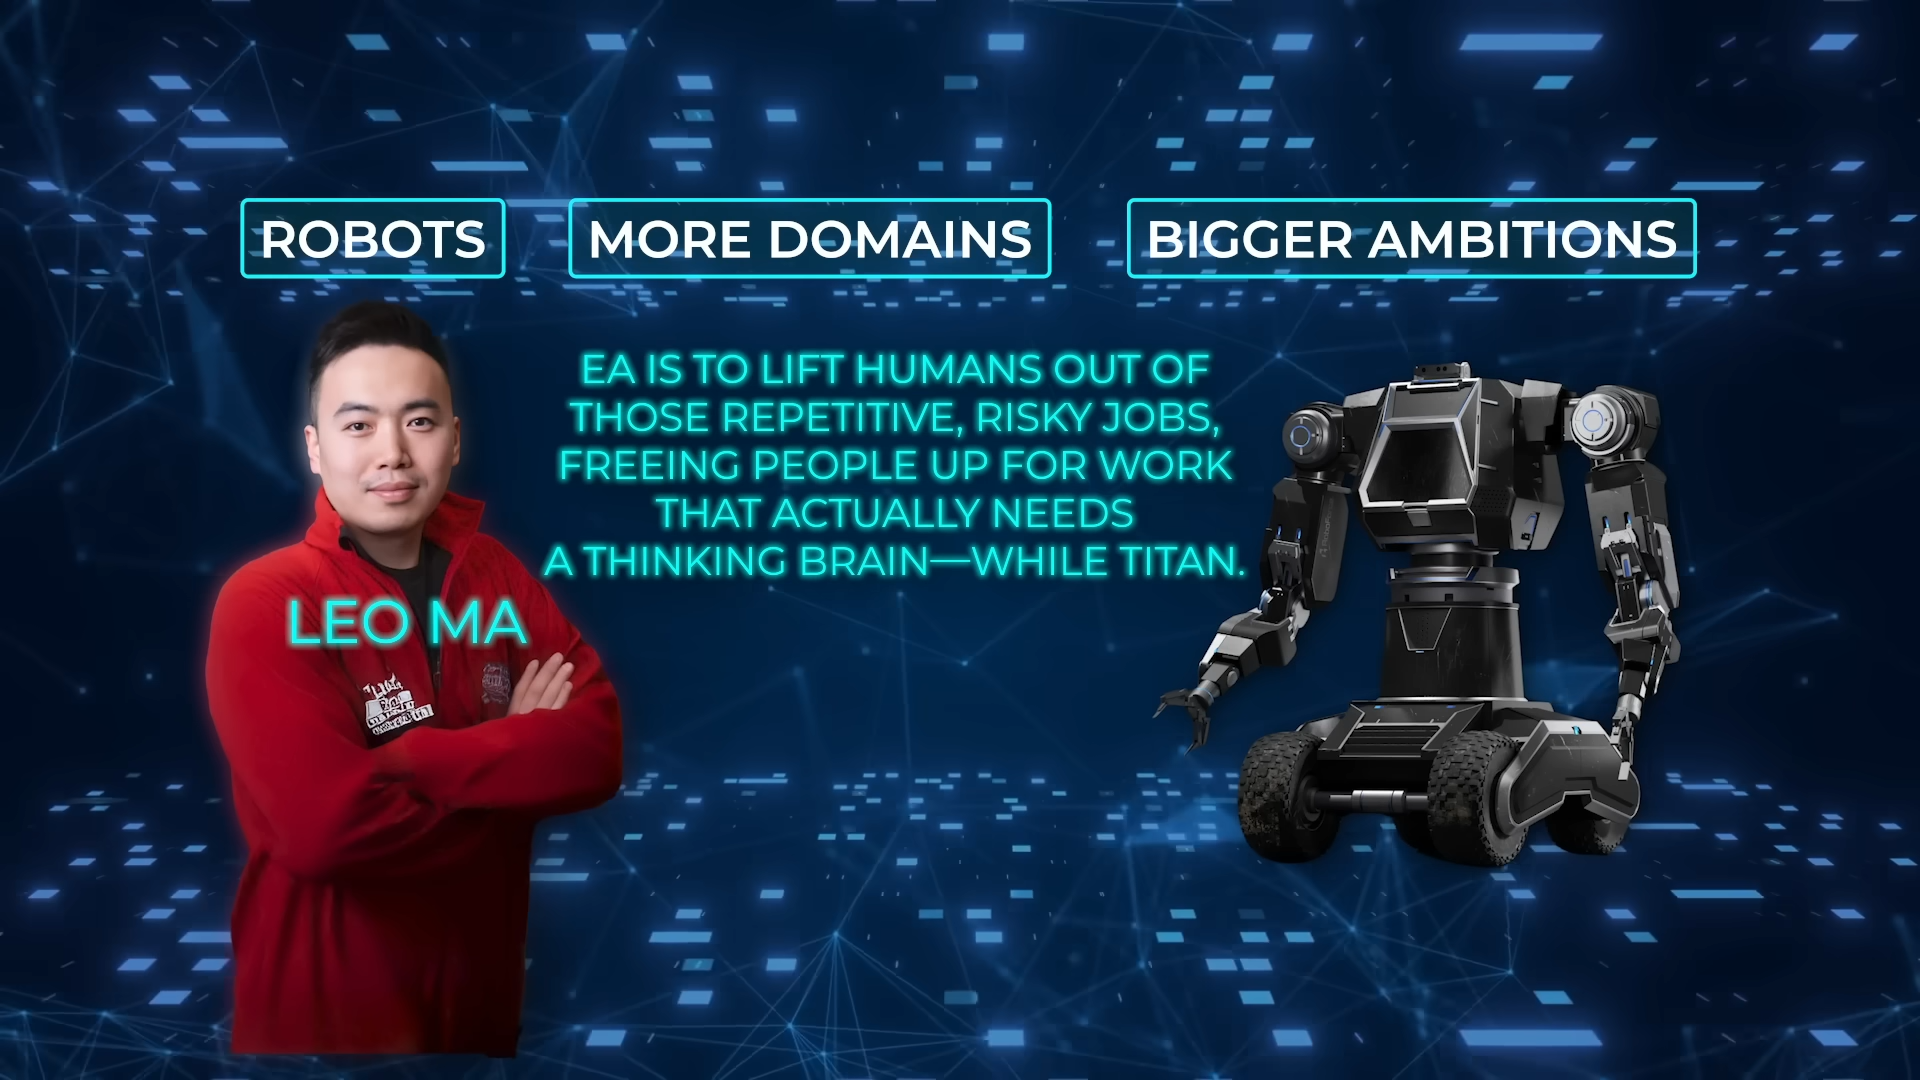 ROBOTS
MORE DOMAINS
BIGGER AMBITIONS
EA IS TO LIFT HUMANS OUT OF
THOSE REPETITIVE, RISKY JOBS,
FREEING PEOPLE UP FOR WORK
THAT ACTUALLY NEEDS
A THINKING BRAIN—WHILE TITAN.
LEO MA